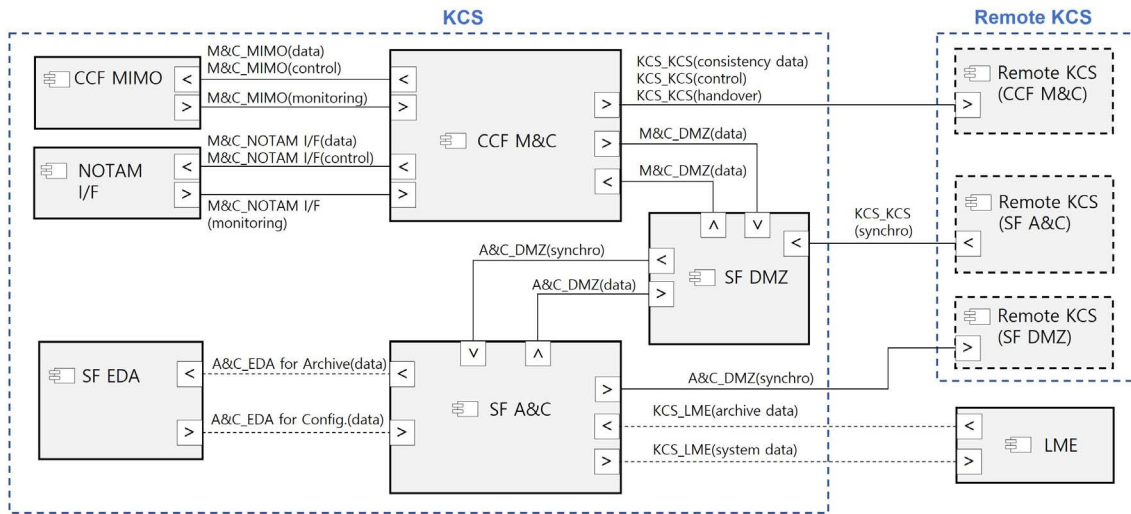 KCS
Remote KCS
CCF MIMO
M&C_MIMO(data)
M&C_MIMO(control)
M&C_MIMO(monitoring)
NOTAM
I/F
M&C_NOTAM I/F(data)
M&C_NOTAM I/F(control)
M&C_NOTAM I/F
(monitoring)
CCF M&C
KCS_KCS(consistency data)
KCS_KCS(control)
KCS_KCS(handover)
M&C_DMZ(data)
M&C_DMZ(data)
Remote KCS
(CCF M&C)
Remote KCS
(SF A&C)
KCS_KCS
(synchro)
SF DMZ
A&C_DMZ(synchro)
A&C_DMZ(data)
Remote KCS
(SF DMZ)
SF EDA
A&C_EDA for Archive(data)
A&C_EDA for Config.(data)
SF A&C
A&C_DMZ(synchro)
KCS_LME(archive data)
KCS_LME(system data)
LME